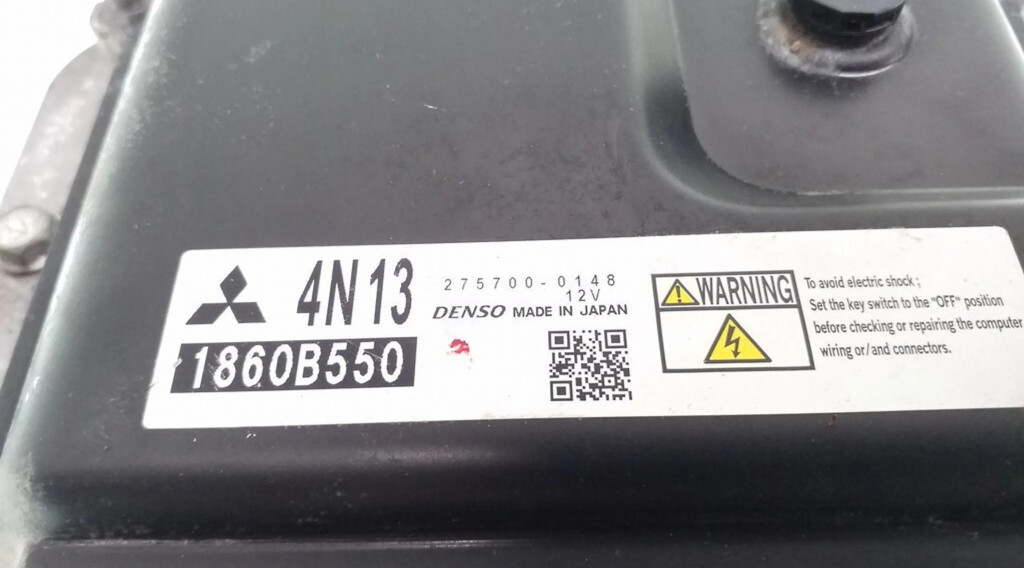 4N13
1860B550
275700-0148
12V
DENSO MADE IN JAPAN
WARNING
To avoid electric shock;
Set the key switch to the "OFF" position
before checking or repairing the computer
wiring or/and connectors.